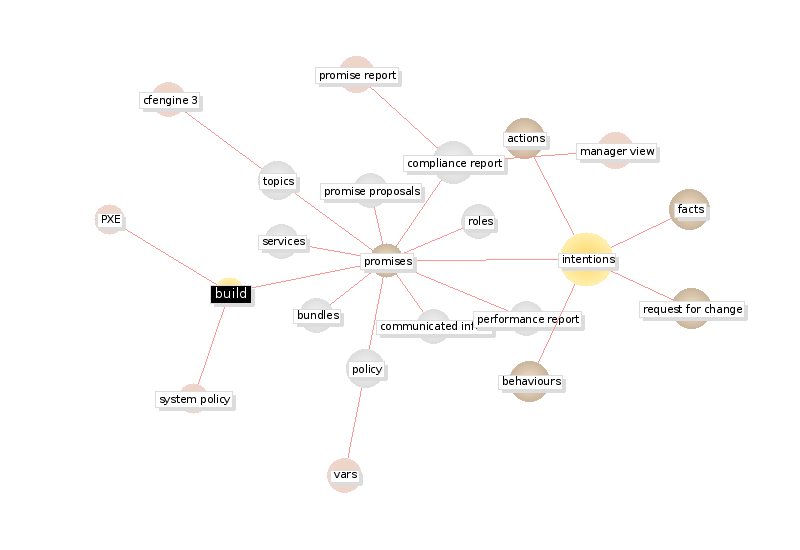 promise report
cfengine 3
actions
manager view
compliance report
topics
promise proposals
facts
PXE
roles
services
promises
intentions
build
request for change
bundles
communicated
performance report
policy
behaviours
system policy
vars